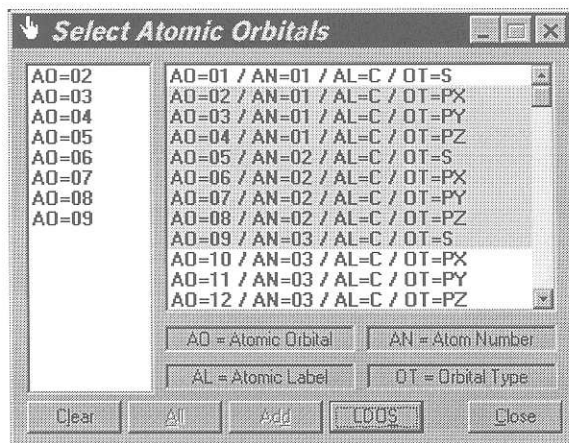 Select Atomic Orbitals
AO=02
AO=03
AO=04
AO=05
AO=06
AO=07
AO=08
AO=09
AO=01 / AN=01 / AL=C / OT=S
AO=02 / AN=01 / AL=C / OT=PX
AO=03 / AN=01 / AL=C / OT=PY
AO=04 / AN=01 / AL=C / OT=PZ
AO=05 / AN=02 / AL=C / OT=S
AO=06 / AN=02 / AL=C / OT=PX
AO=07 / AN=02 / AL=C / OT=PY
AO=08 / AN=02 / AL=C / OT=PZ
AO=09 / AN=03 / AL=C / OT=S
AO=10 / AN=03 / AL=C / OT=PX
AO=11 / AN=03 / AL=C / OT=PY
AO=12 / AN=03 / AL=C / OT=PZ
AO = Atomic Orbital
AN = Atom Number
AL = Atomic Label
OT = Orbital Type
Clear
All
Add
LDOS
Close